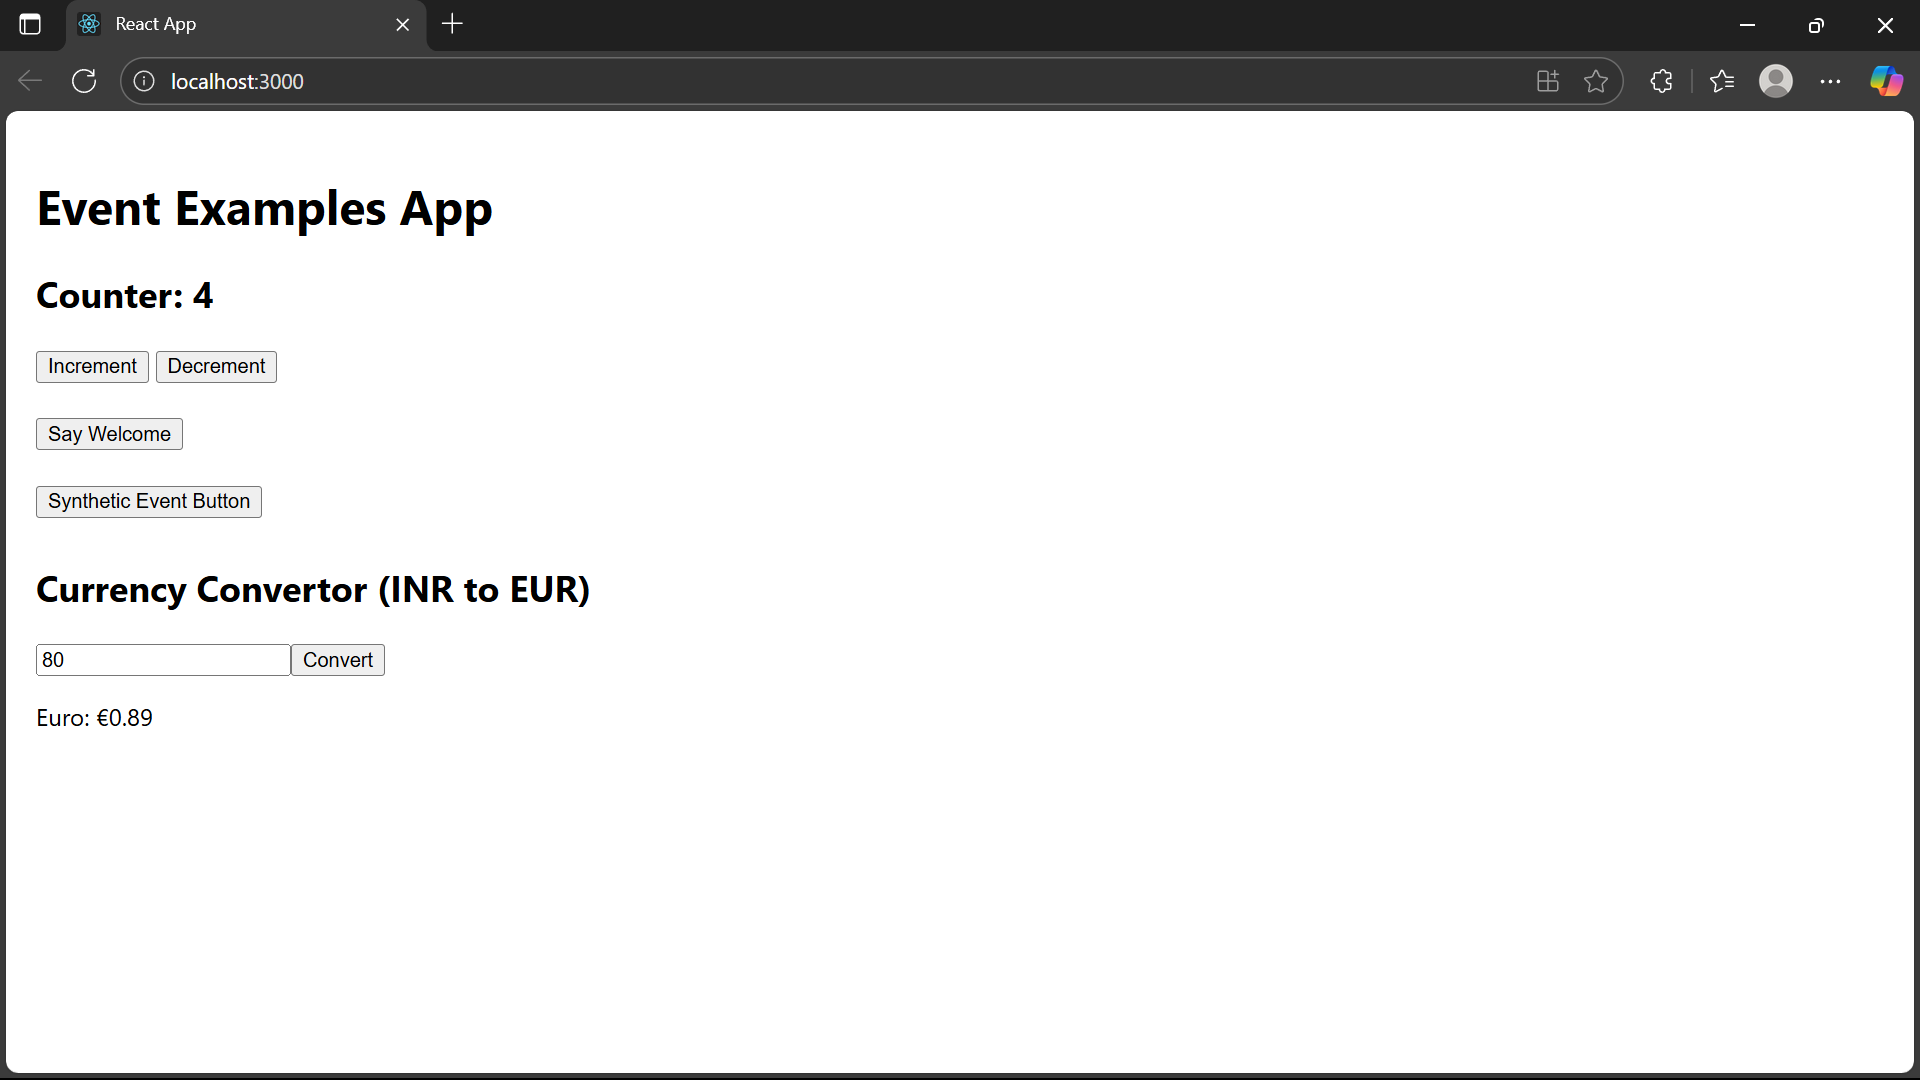 React App
localhost:3000
Event Examples App
Counter: 4
Increment Decrement
Say Welcome
Synthetic Event Button
Currency Convertor (INR to EUR)
80 Convert
Euro: €0.89